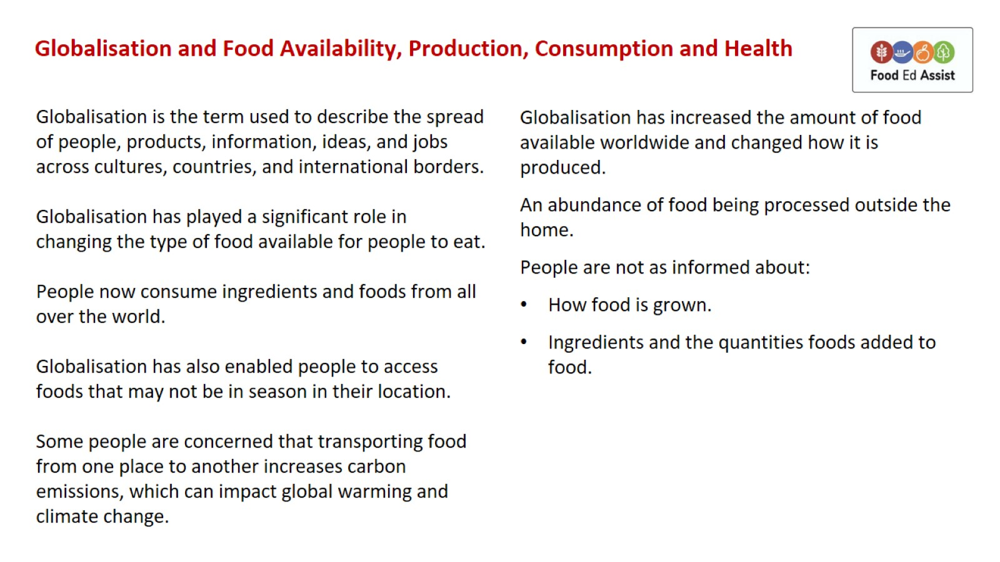 Globalisation and Food Availability, Production, Consumption and Health
Food Ed Assist
Globalisation is the term used to describe the spread
of people, products, information, ideas, and jobs
across cultures, countries, and international borders.
Globalisation has played a significant role in
changing the type of food available for people to eat.
People now consume ingredients and foods from all
over the world.
Globalisation has also enabled people to access
foods that may not be in season in their location.
Some people are concerned that transporting food
from one place to another increases carbon
emissions, which can impact global warming and
climate change.
Globalisation has increased the amount of food
available worldwide and changed how it is
produced.
An abundance of food being processed outside the
home.
People are not as informed about:
• How food is grown.
• Ingredients and the quantities foods added to
food.